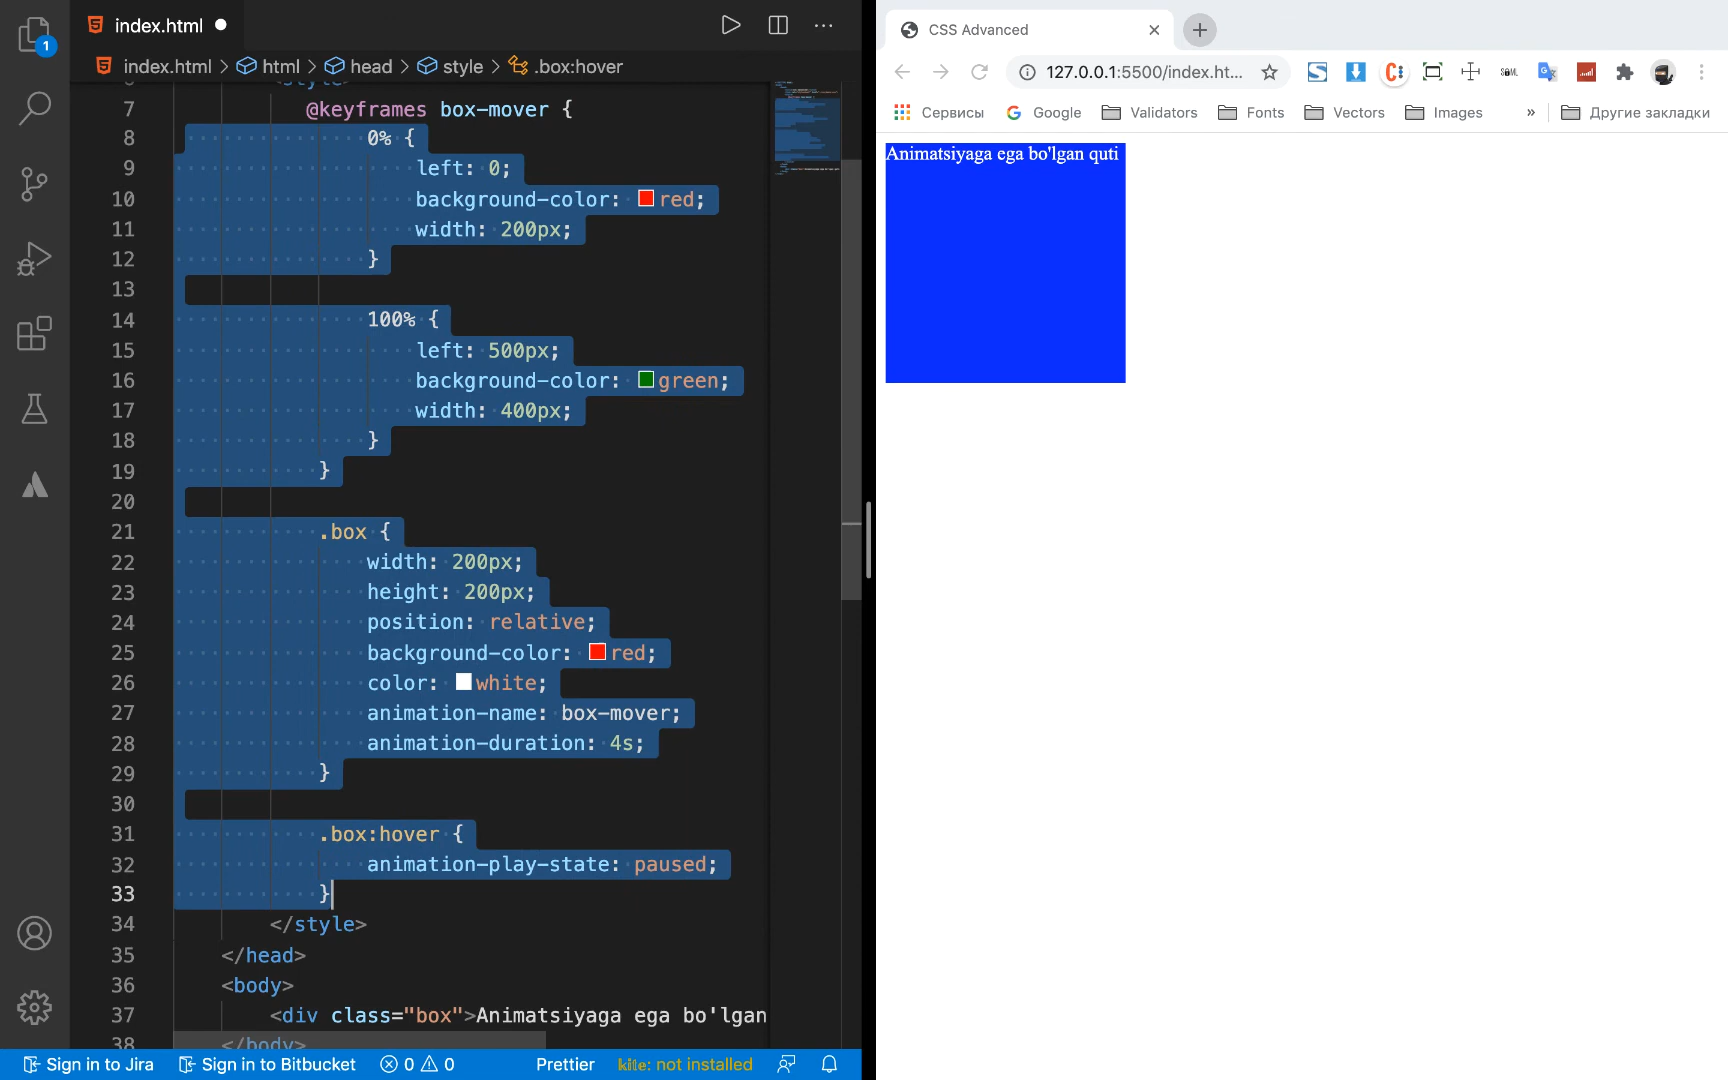 1
index.html
index.html > html > head > style > .box:hover
7 @keyframes box-mover {
8 0% {
9 left: 0;
10 background-color: red;
11 width: 200px;
12 }
13
14 100% {
15 left: 500px;
16 background-color: green;
17 width: 400px;
18 }
19 }
20
21 .box {
22 width: 200px;
23 height: 200px;
24 position: relative;
25 background-color: red;
26 color: white;
27 animation-name: box-mover;
28 animation-duration: 4s;
29 }
30
31 .box:hover {
32 animation-play-state: paused;
33 }
34 </style>
35 </head>
36 <body>
37 <div class="box">Animatsiyaga ega bo'lgan
38 </body>
Sign in to Jira Sign in to Bitbucket 0 0 Prettier kite: not installed
CSS Advanced
127.0.0.1:5500/index.ht...
Сервисы Google Validators Fonts Vectors Images » Другие закладки
Animatsiyaga ega bo'lgan quti